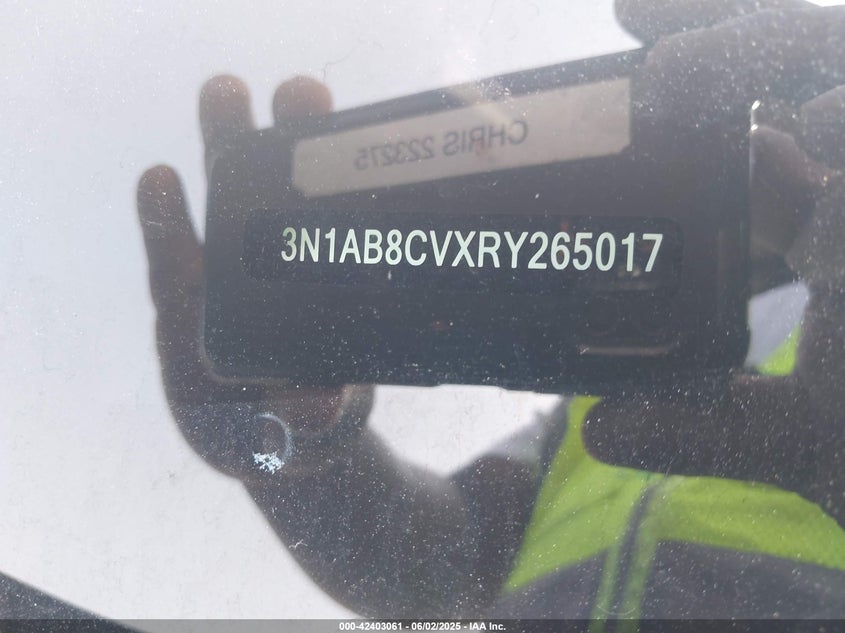 CHRIS 223275
3N1AB8CVXRY265017
000-42403061 - 06/02/2025 - IAA Inc.